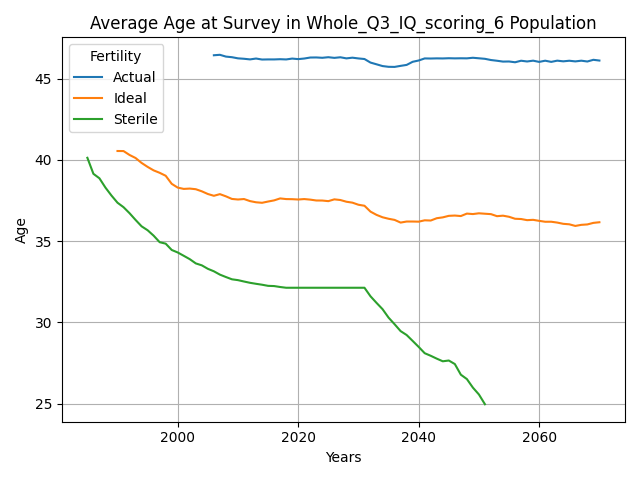 Average Age at Survey in Whole_Q3_IQ_scoring_6 Population
Fertility
Actual
Ideal
Sterile
Age
45
40
35
30
25
2000
2020
2040
2060
Years